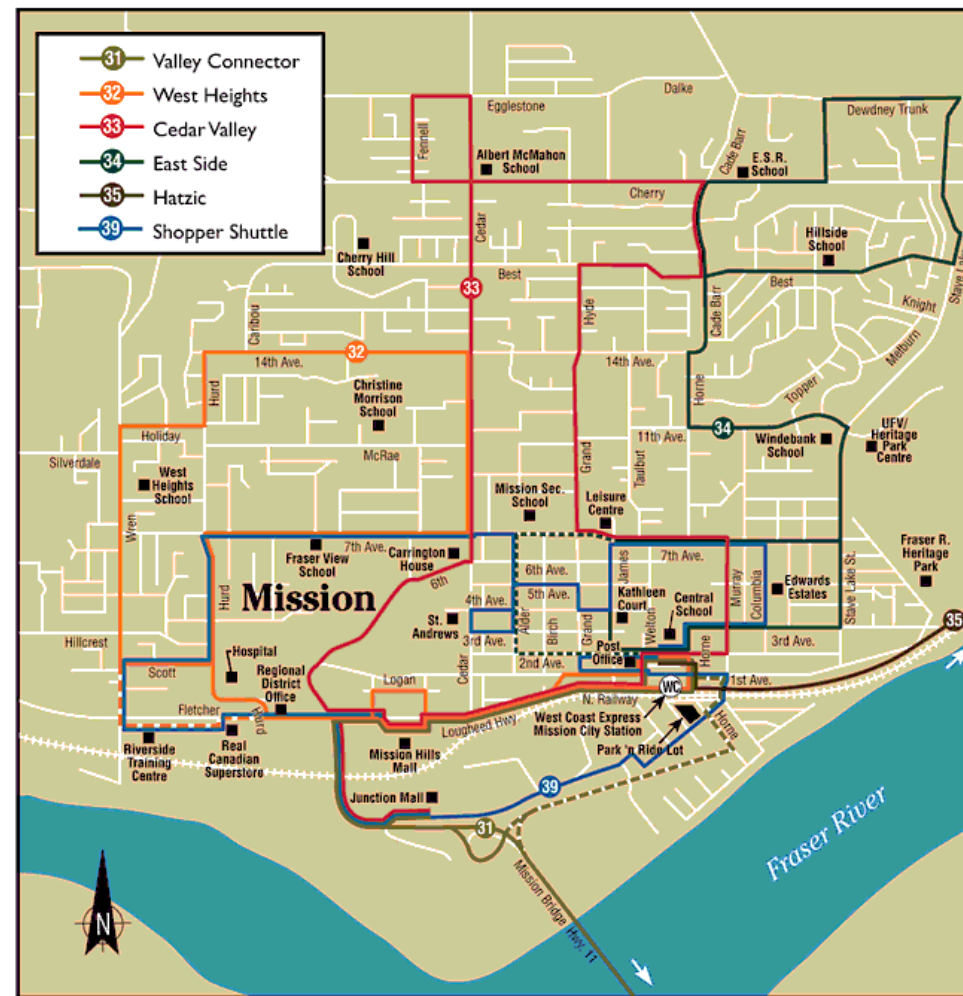 31 Valley Connector
32 West Heights
33 Cedar Valley
34 East Side
35 Hatzic
39 Shopper Shuttle
Dalke
Egglestone
Dewdney Trunk
Fennell
Albert McMahon
School
Cade Barr
E.S.R.
School
Cherry
Cedar
Cherry Hill
School
Hillside
School
Best
Best
33
Hyde
Cade Barr
Knight
Stave Lake
Melburn
Caribou
32
14th Ave.
14th Ave.
Hurd
Christine
Morrison
School
Horne
Topper
Holiday
Silverdale
McRae
11th Ave.
34
Windebank
School
UFV/
Heritage
Park
Centre
West
Heights
School
Grand
Taulbut
Wren
Mission Sec.
School
Leisure
Centre
Fraser View
School
7th Ave.
Carrington
House
6th
6th Ave.
James
7th Ave.
Fraser R.
Heritage
Park
Hurd
Mission
4th Ave.
5th Ave.
Kathleen
Court
Central
School
Murray
Columbia
Edwards
Estates
Stave Lake St.
St.
Andrews
Alder
Birch
Grand
Welton
35
Hillcrest
Hospital
3rd Ave.
3rd Ave.
Cedar
2nd Ave.
Post
Office
Horne
1st Ave.
Scott
Regional
District
Office
Logan
N. Railway
WC
Fletcher
Hurd
Lougheed Hwy
West Coast Express
Mission City Station
Park 'n Ride Lot
Horne
Riverside
Training
Centre
Real
Canadian
Superstore
Mission Hills
Mall
Junction Mall
39
31
Mission Bridge
Hwy. 11
Fraser River
N